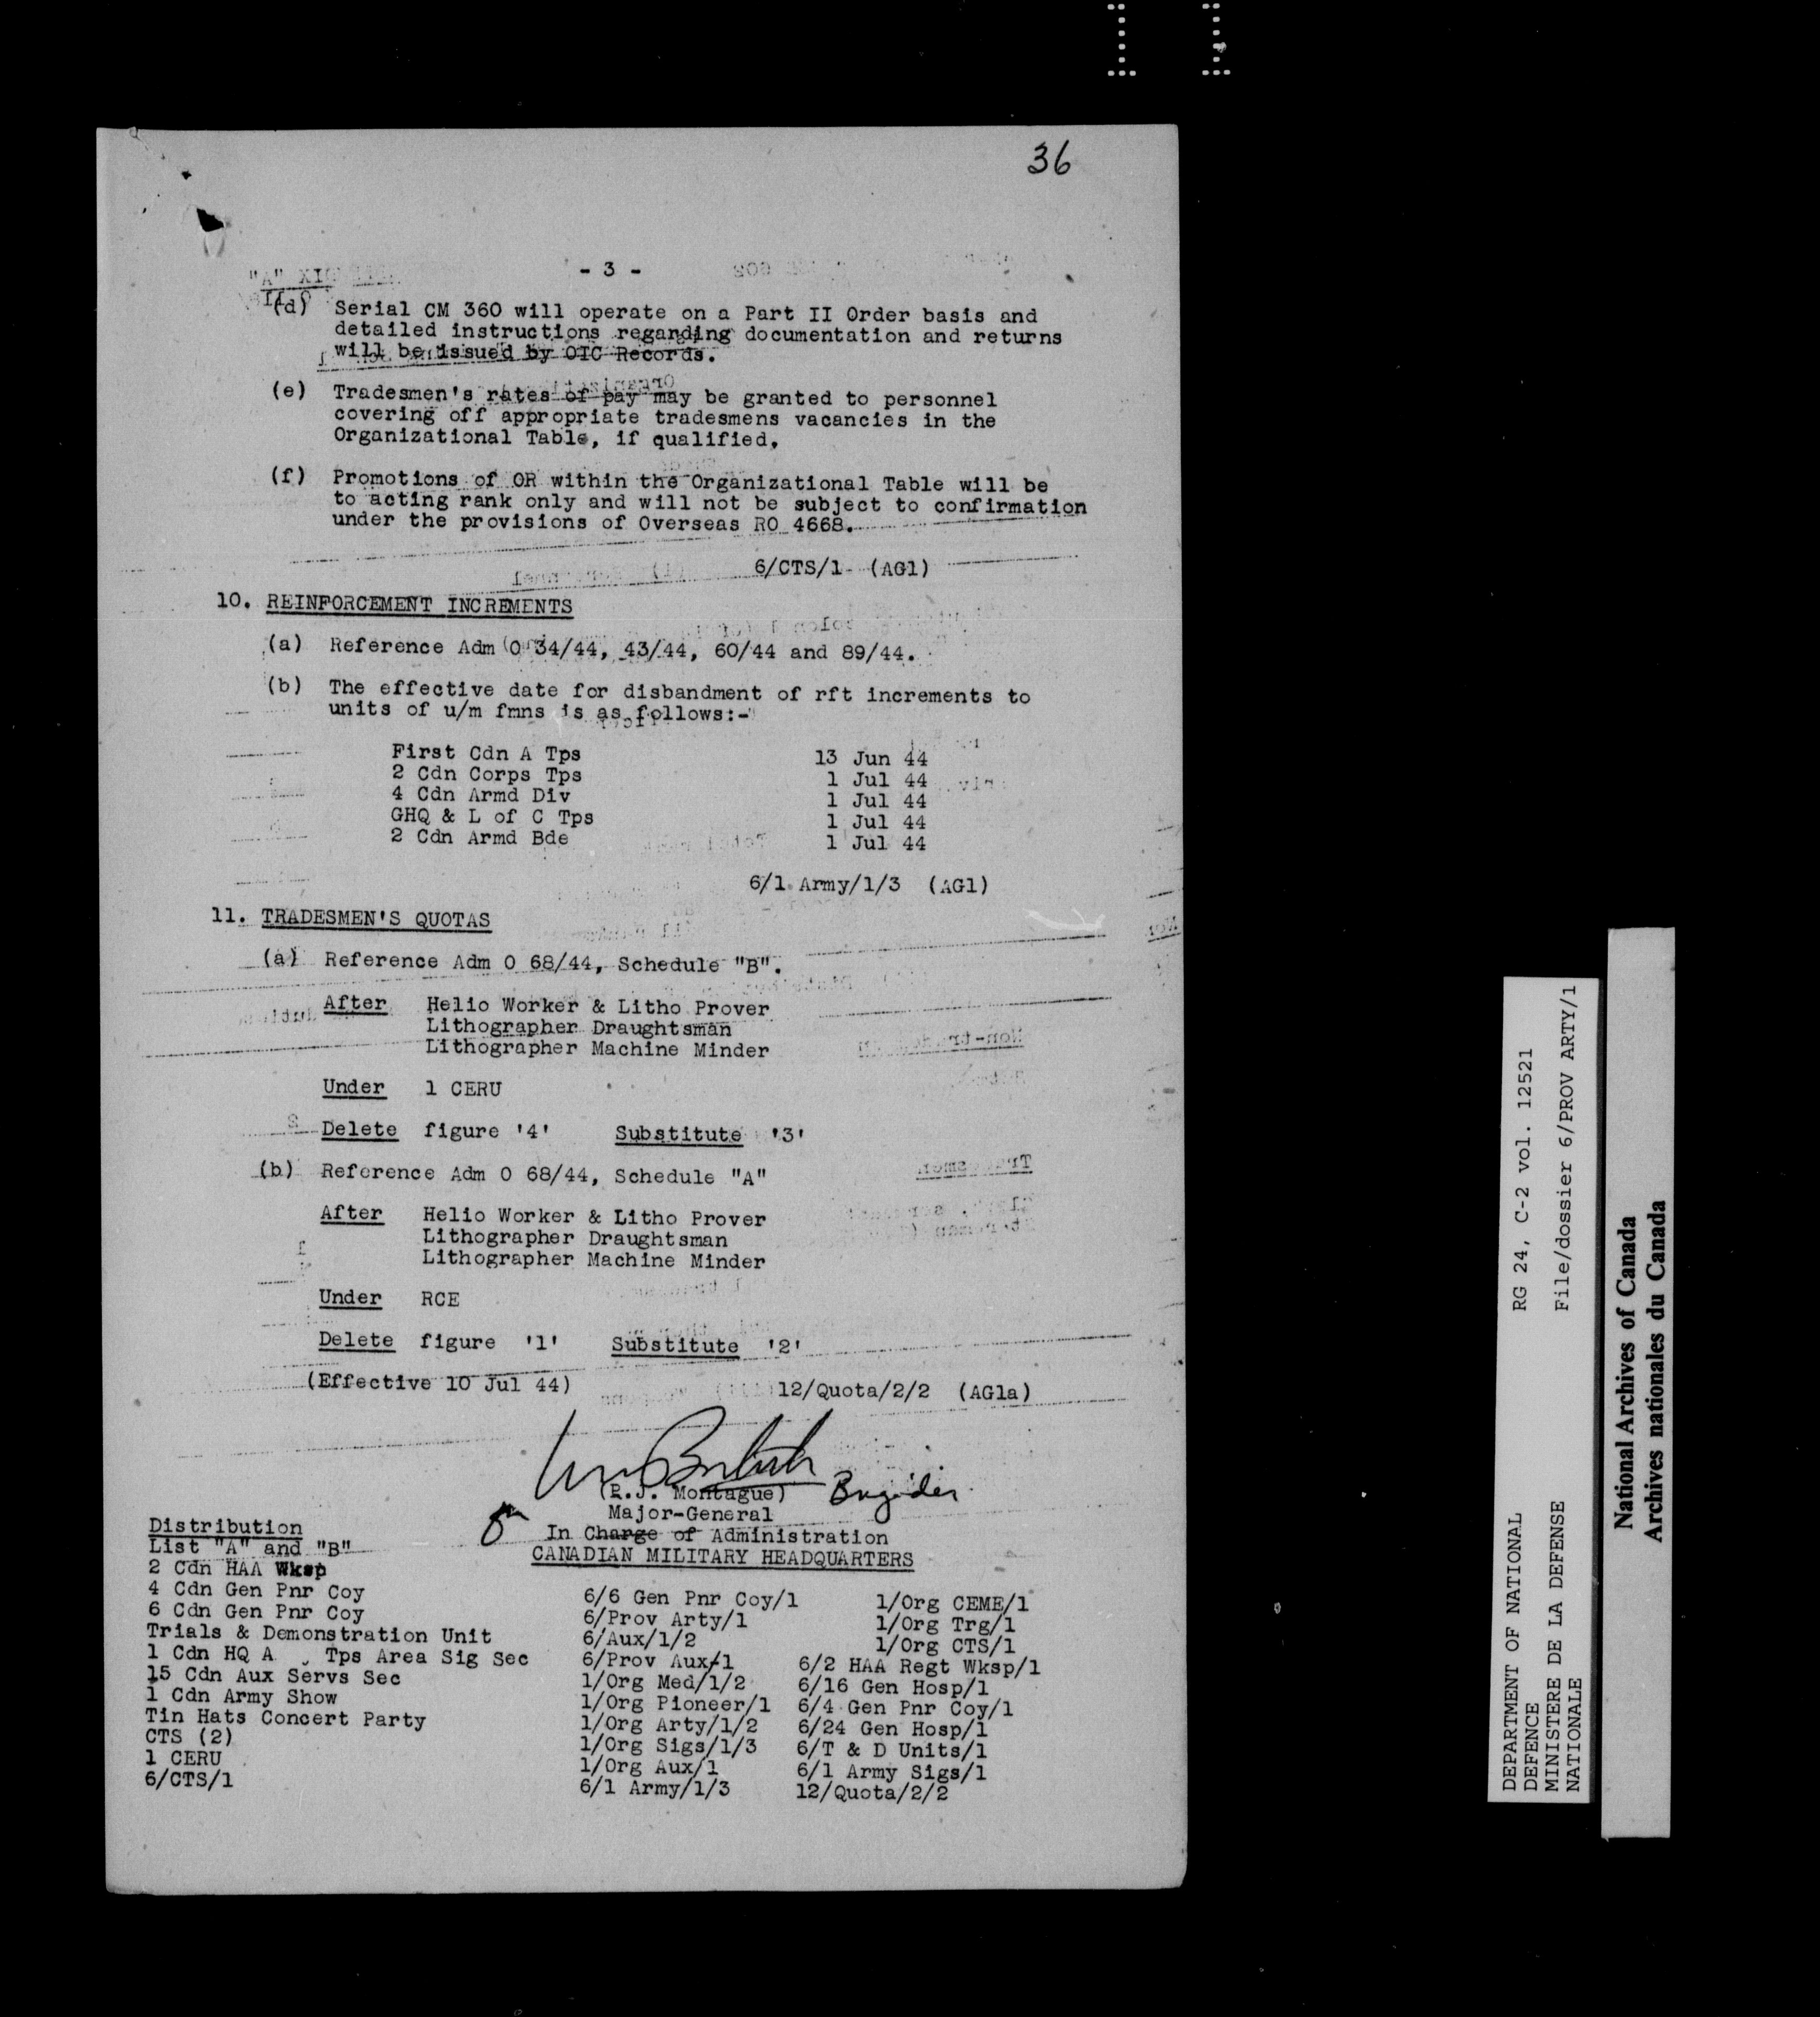 36
- 3 -
(d) Serial CM 360 will operate on a Part II Order basis and
detailed instructions regarding documentation and returns
will be issued by OIC Records.
(e) Tradesmen's rates of pay may be granted to personnel
covering off appropriate tradesmens vacancies in the
Organizational Table, if qualified.
(f) Promotions of OR within the Organizational Table will be
to acting rank only and will not be subject to confirmation
under the provisions of Overseas RO 4668.
6/CTS/1 (AG1)
10. REINFORCEMENT INCREMENTS
(a) Reference Adm O 34/44, 43/44, 60/44 and 89/44.
(b) The effective date for disbandment of rft increments to
units of u/m fmns is as follows:-
First Cdn A Tps 13 Jun 44
2 Cdn Corps Tps 1 Jul 44
4 Cdn Armd Div 1 Jul 44
GHQ & L of C Tps 1 Jul 44
2 Cdn Armd Bde 1 Jul 44
6/1 Army/1/3 (AG1)
11. TRADESMEN'S QUOTAS
(a) Reference Adm O 68/44, Schedule "B".
After Helio Worker & Litho Prover
Lithographer Draughtsman
Lithographer Machine Minder
Under 1 CERU
Delete figure '4' Substitute '3'
(b) Reference Adm O 68/44, Schedule "A"
After Helio Worker & Litho Prover
Lithographer Draughtsman
Lithographer Machine Minder
Under RCE
Delete figure '1' Substitute '2'
(Effective 10 Jul 44) 12/Quota/2/2 (AG1a)
(P.J. Montague)
Major-General
In Charge of Administration
CANADIAN MILITARY HEADQUARTERS
Distribution
List "A" and "B"
2 Cdn HAA Wksp
4 Cdn Gen Pnr Coy
6 Cdn Gen Pnr Coy
Trials & Demonstration Unit
1 Cdn HQ A Tps Area Sig Sec
15 Cdn Aux Servs Sec
1 Cdn Army Show
Tin Hats Concert Party
CTS (2)
1 CERU
6/CTS/1
6/6 Gen Pnr Coy/1 1/Org CEME/1
6/Prov Arty/1 1/Org Trg/1
6/Aux/1/2 1/Org CTS/1
6/Prov Aux/1 6/2 HAA Regt Wksp/1
1/Org Med/1/2 6/16 Gen Hosp/1
1/Org Pioneer/1 6/4 Gen Pnr Coy/1
1/Org Arty/1/2 6/24 Gen Hosp/1
1/Org Sigs/1/3 6/T & D Units/1
1/Org Aux/1 6/1 Army Sigs/1
6/1 Army/1/3 12/Quota/2/2
DEPARTMENT OF NATIONAL RG 24, C-2 vol. 12521
DEFENCE
MINISTERE DE LA DEFENSE File/dossier 6/PROV ARTY/1
NATIONALE
National Archives of Canada
Archives nationales du Canada